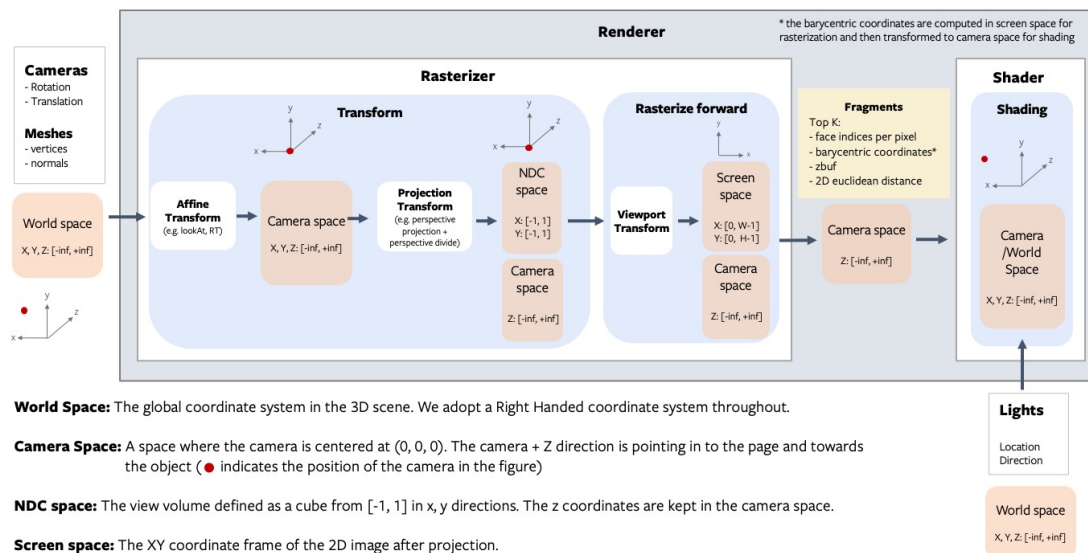 Renderer
* the barycentric coordinates are computed in screen space for
rasterization and then transformed to camera space for shading
Cameras
- Rotation
- Translation
Meshes
- vertices
- normals
World space
X, Y, Z: [-inf, +inf]
y
z
x
Rasterizer
Transform
Affine
Transform
(e.g. lookAt, RT)
y
z
x
Camera space
X, Y, Z: [-inf, +inf]
Projection
Transform
(e.g. perspective
projection +
perspective divide)
y
z
x
NDC
space
X: [-1, 1]
Y: [-1, 1]
Camera
space
Z: [-inf, +inf]
Rasterize forward
Viewport
Transform
y
x
Screen
space
X: [0, W-1]
Y: [0, H-1]
Camera
space
Z: [-inf, +inf]
Fragments
Top K:
- face indices per pixel
- barycentric coordinates*
- zbuf
- 2D euclidean distance
Camera space
Z: [-inf, +inf]
Shader
Shading
y
z
x
Camera
/World
Space
X, Y, Z: [-inf, +inf]
Lights
Location
Direction
World space
X, Y, Z: [-inf, +inf]
World Space: The global coordinate system in the 3D scene. We adopt a Right Handed coordinate system throughout.
Camera Space: A space where the camera is centered at (0, 0, 0). The camera + Z direction is pointing in to the page and towards
the object ( indicates the position of the camera in the figure)
NDC space: The view volume defined as a cube from [-1, 1] in x, y directions. The z coordinates are kept in the camera space.
Screen space: The XY coordinate frame of the 2D image after projection.